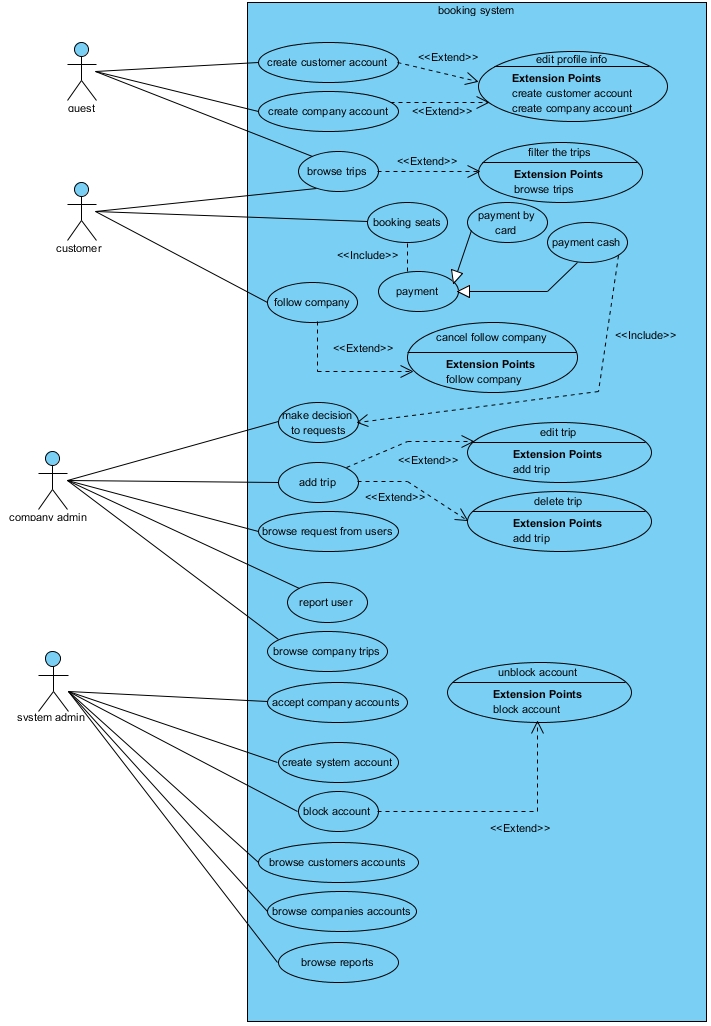 booking system
guest
create customer account
<<Extend>>
edit profile info
Extension Points
create customer account
create company account
create company account
<<Extend>>
browse trips
<<Extend>>
filter the trips
Extension Points
browse trips
customer
booking seats
payment by
card
payment cash
<<Include>>
payment
follow company
<<Extend>>
cancel follow company
Extension Points
follow company
<<Include>>
make decision
to requests
company admin
add trip
<<Extend>>
edit trip
Extension Points
add trip
<<Extend>>
delete trip
Extension Points
add trip
browse request from users
report user
browse company trips
system admin
accept company accounts
unblock account
Extension Points
block account
create system account
block account
<<Extend>>
browse customers accounts
browse companies accounts
browse reports